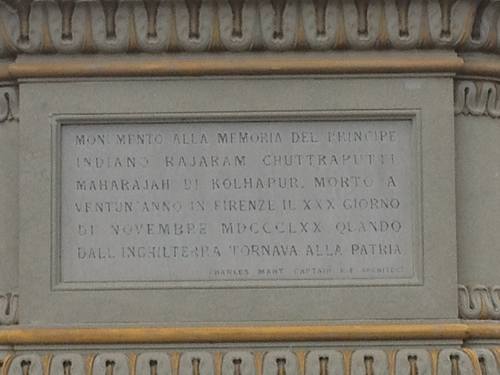 MONUMENTO ALLA MEMORIA DEL PRINCIPE
INDIANO RAJARAM CHUTTRAPUTTI
MAHARAJAH DI KOLHAPUR. MORTO A
VENTUN'ANNO IN FIRENZE IL XXX GIORNO
DI NOVEMBRE MDCCCLXX QUANDO
DALL'INGHILTERRA TORNAVA ALLA PATRIA
CHARLES MANT CAPTAIN R.E. ARCHITECT